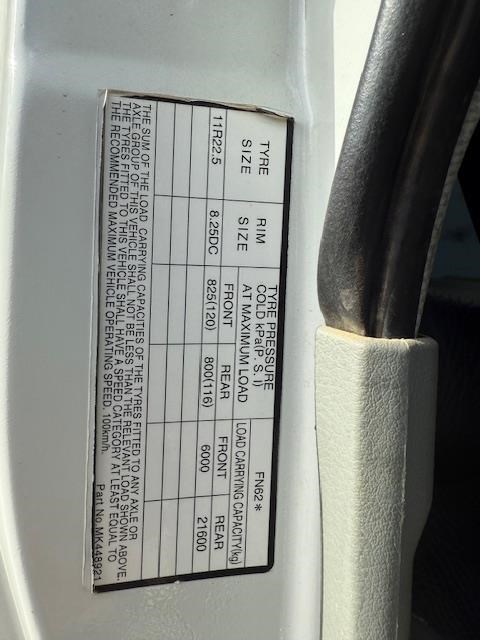 FN62*
TYRE SIZE
RIM SIZE
TYRE PRESSURE
COLD kPa(P. S. I)
AT MAXIMUM LOAD
LOAD CARRYING CAPACITY(kg)
FRONT REAR FRONT REAR
11R22.5 8.25DC 825(120) 800(116) 6000 21600
THE SUM OF THE LOAD CARRYING CAPACITIES OF THE TYRES FITTED TO ANY AXLE OR
AXLE GROUP OF THIS VEHICLE SHALL NOT BE LESS THAN THE RELEVANT LOAD SHOWN ABOVE.
THE TYRES FITTED TO THIS VEHICLE SHALL HAVE A SPEED CATEGORY AT LEAST EQUAL TO
THE RECOMMENDED MAXIMUM VEHICLE OPERATING SPEED. 100km/h.
Part No.MK448921